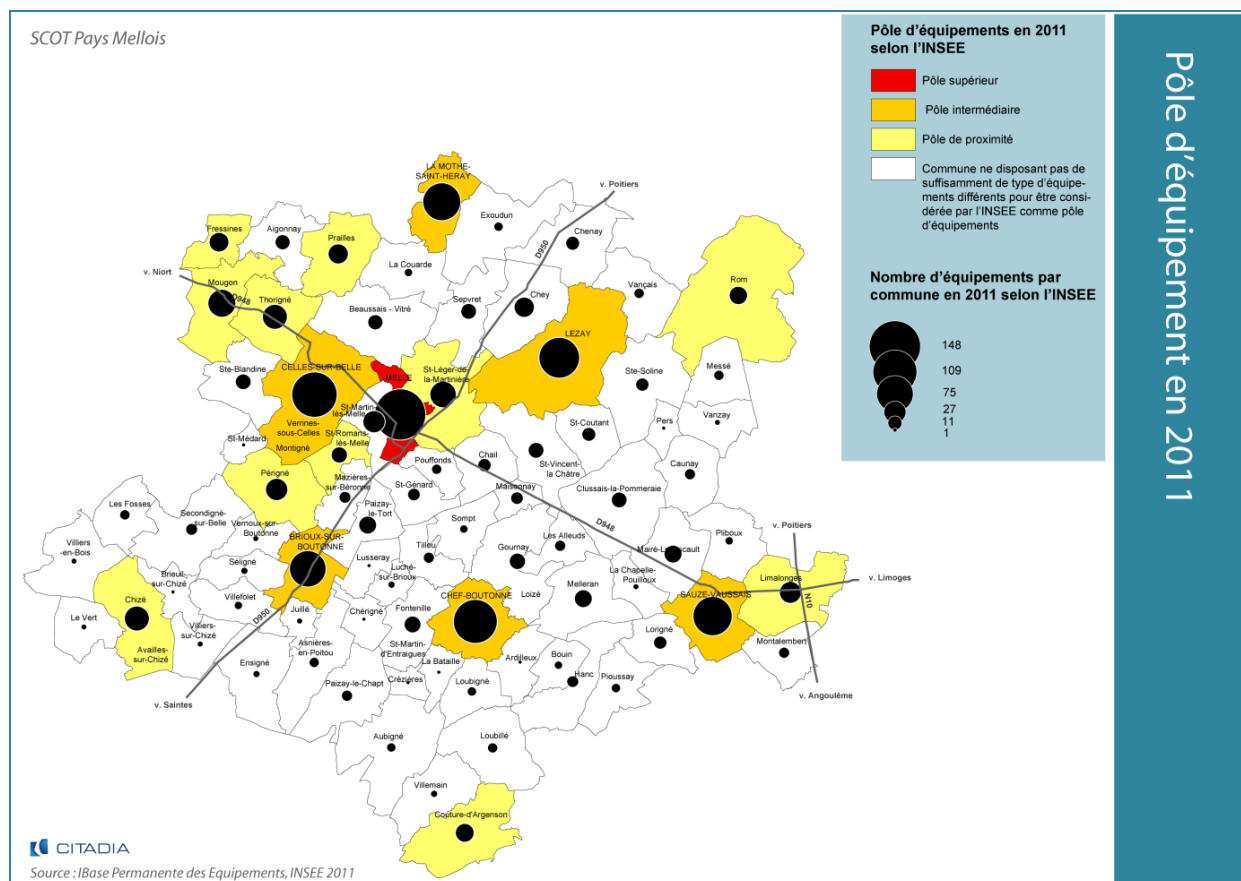 SCOT Pays Mellois
Pôle d'équipement en 2011
Pôle d'équipements en 2011
selon l'INSEE
Pôle supérieur
Pôle intermédiaire
Pôle de proximité
Commune ne disposant pas de
suffisamment de type d'équipe-
ments différents pour être consi-
dérée par l'INSEE comme pôle
d'équipements
Nombre d'équipements par
commune en 2011 selon l'INSEE
148
109
75
27
11
1
LA MOTHE-
SAINT-HERAY
v. Poitiers
Exoudun
Fressines
Aigonnay
Prailles
Chenay
D950
La Couarde
v. Niort
Mougon
D948
Thorigné
Rom
Vançais
Beaussais - Vitré
Sepvret
Chey
LEZAY
Ste-Blandine
CELLES-SUR-BELLE
MELLE
St-Léger-de-
la-Martinière
Ste-Soline
Messé
St-Martin-
lès-Melle
Verrines-
sous-Celles
St-Romans-
lès-Melle
St-Médard
Montigné
St-Coutant
Pers
Vanzay
Périgné
Pouffonds
Chail
St-Vincent-
la Châtre
Mazières-
sur-Béronne
St-Génard
Maisonnay
Clussais-la-Pommeraie
Caunay
Les Fosses
Secondigné-
sur-Belle
Vernoux-sur-
Boutonne
Paizay-
le-Tort
Sompt
D948
v. Poitiers
Villiers
-en-Bois
BRIOUX-SUR-
BOUTONNE
Tilleu
Gournay
Les Alleuds
Pliboux
Séligné
Lusseray
Luché-
sur-Brioux
La Chapelle-
Pouilloux
Limalonges
v. Limoges
Brieuil-
sur-Chizé
Villefolet
Melleran
Loizé
CHEF-BOUTONNE
SAUZE-VAUSSAIS
N10
Chizé
Le Vert
Villiers-
sur-Chizé
Juillé
Chérigné
Fontenille
D950
Asnières-
en-Poitou
St-Martin-
d'Entraigues
Lorigné
Montalembert
Availles-
sur-Chizé
Ensigné
La Bataille
Ardilleux
Bouin
Hanc
Pioussay
v. Saintes
Paizay-le-Chapt
Crézières
Loubigné
v. Angoulême
Aubigné
Loubillé
Villemain
Couture-d'Argenson
CITADIA
Source : IBase Permanente des Equipements, INSEE 2011